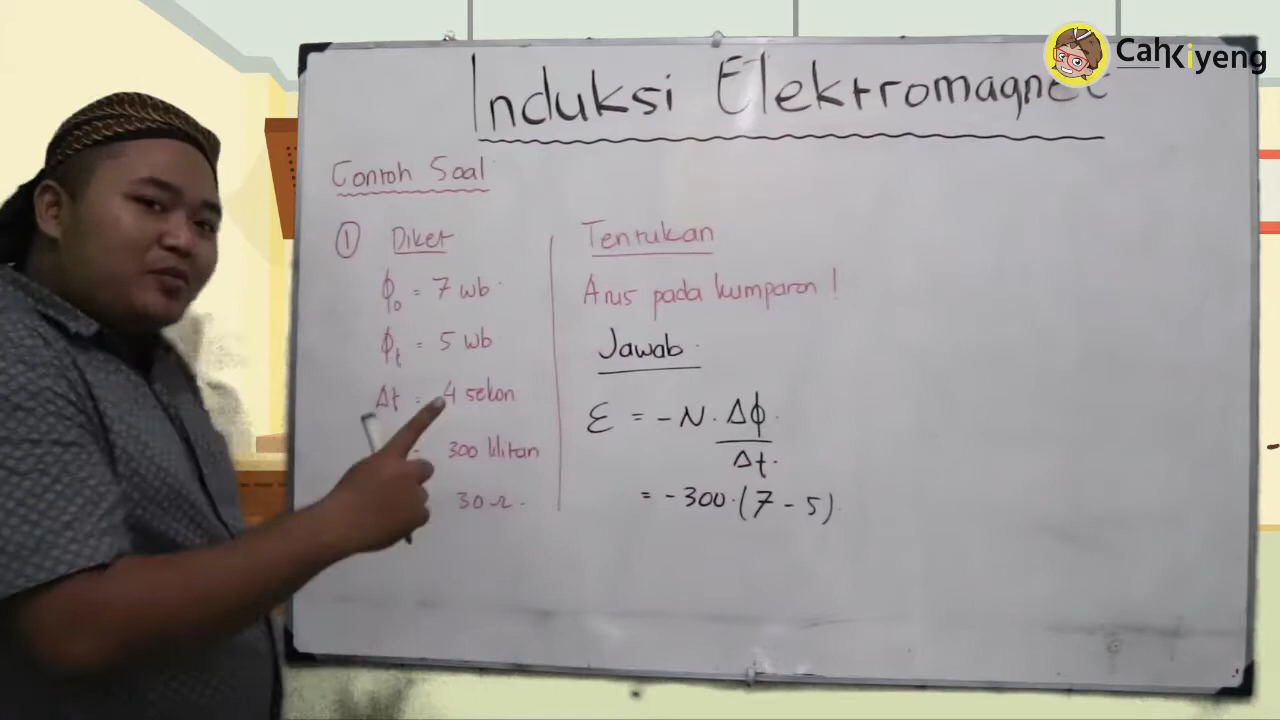 CahKiyeng
Induksi Elektromagnet
Contoh Soal
① Diket
ϕ₀ = 7 wb
ϕt = 5 wb
Δt = 4 sekon
300 lilitan
30 Ω
Tentukan
Arus pada kumparan !
Jawab
ε = -N. Δϕ
Δt
= -300.(7 - 5)